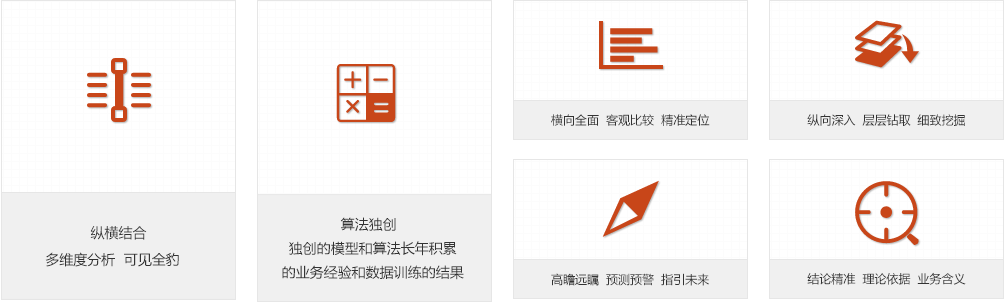 纵横结合
多维度分析 可见全豹
算法独创
独创的模型和算法长年积累
的业务经验和数据训练的结果
横向全面 客观比较 精准定位
纵向深入 层层钻取 细致挖掘
高瞻远瞩 预测预警 指引未来
结论精准 理论依据 业务含义